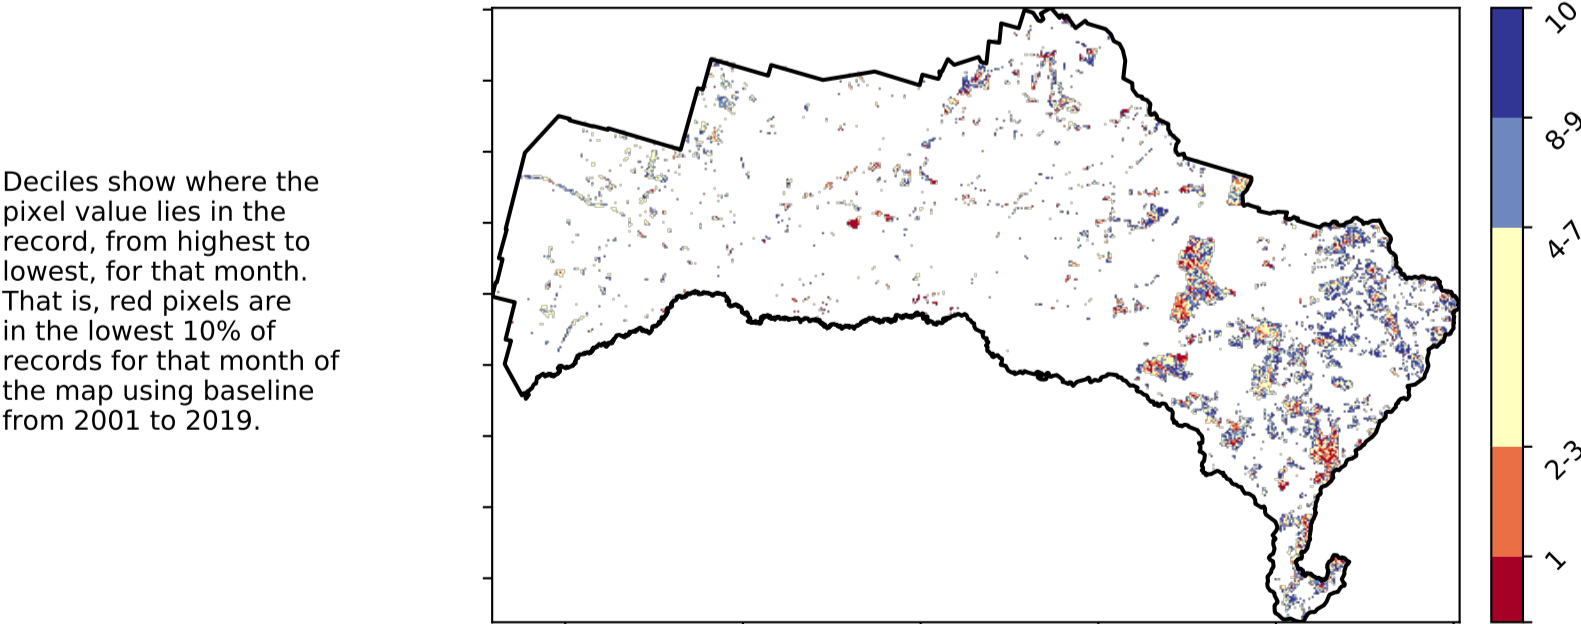 Deciles show where the
pixel value lies in the
record, from highest to
lowest, for that month.
That is, red pixels are
in the lowest 10% of
records for that month of
the map using baseline
from 2001 to 2019.
10
8-9
4-7
2-3
1